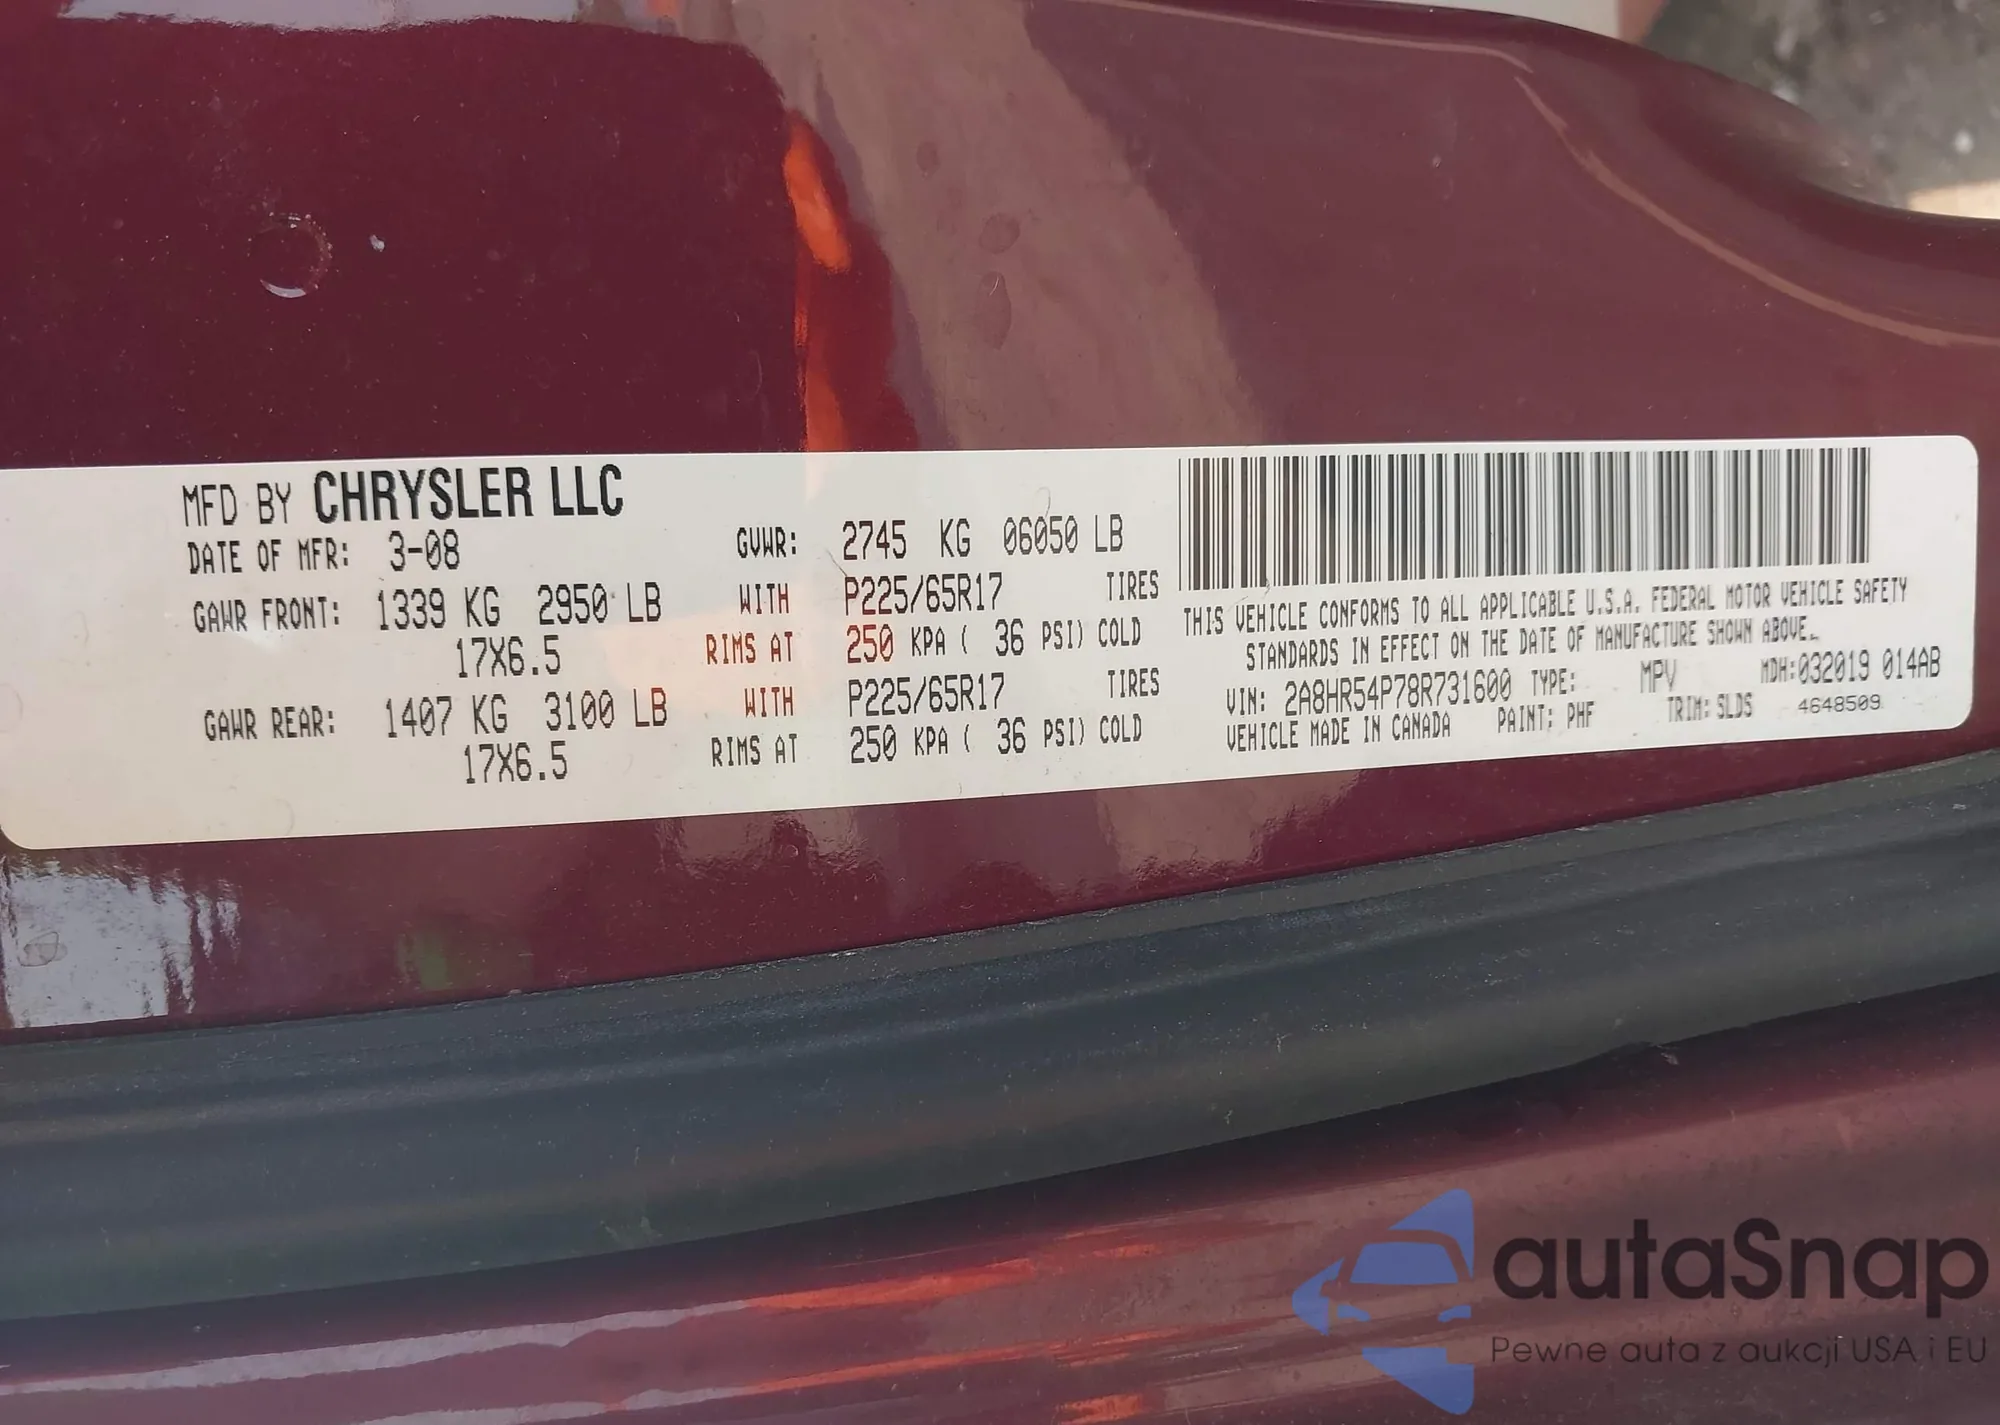 MFD BY CHRYSLER LLC
DATE OF MFR: 3-08 GVWR: 2745 KG 06050 LB
GAWR FRONT: 1339 KG 2950 LB WITH P225/65R17 TIRES
17X6.5 RIMS AT 250 KPA ( 36 PSI) COLD
GAWR REAR: 1407 KG 3100 LB WITH P225/65R17 TIRES
17X6.5 RIMS AT 250 KPA ( 36 PSI) COLD
THIS VEHICLE CONFORMS TO ALL APPLICABLE U.S.A. FEDERAL MOTOR VEHICLE SAFETY
STANDARDS IN EFFECT ON THE DATE OF MANUFACTURE SHOWN ABOVE.
VIN: 2A8HR54P78R731600 TYPE: MPV MDH:032019 014AB
VEHICLE MADE IN CANADA PAINT: PHF TRIM: SLDS 4648509
autaSnap
Pewne auta z aukcji USA i EU